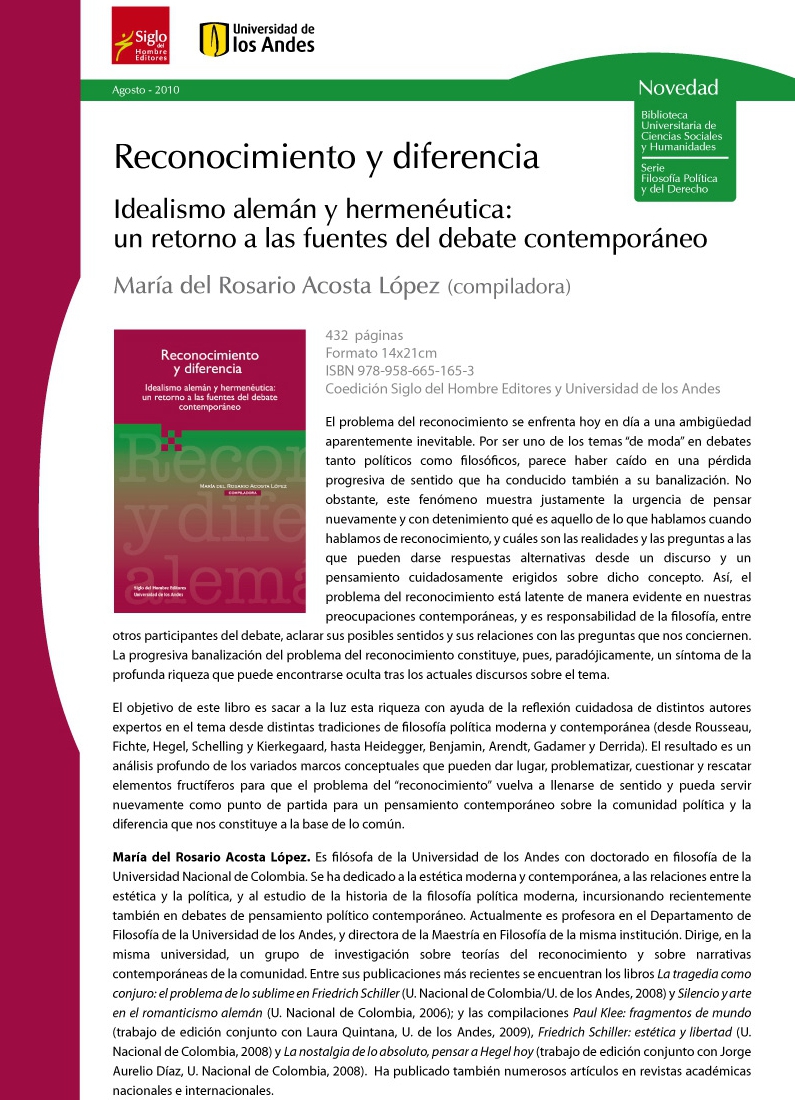 Siglo
del
Hombre
Editores
Universidad de
los Andes
Agosto - 2010
Novedad
Biblioteca
Universitaria de
Ciencias Sociales
y Humanidades
Serie
Filosofía Política
y del Derecho
Reconocimiento y diferencia
Idealismo alemán y hermenéutica:
un retorno a las fuentes del debate contemporáneo
María del Rosario Acosta López (compiladora)
Reconocimiento
y diferencia
Idealismo alemán y hermenéutica:
un retorno a las fuentes del debate
contemporáneo
Recon
María del Rosario Acosta López
COMPILADORA
y dife
alemá
Siglo del Hombre Editores
Universidad de los Andes
432 páginas
Formato 14x21cm
ISBN 978-958-665-165-3
Coedición Siglo del Hombre Editores y Universidad de los Andes
El problema del reconocimiento se enfrenta hoy en día a una ambigüedad
aparentemente inevitable. Por ser uno de los temas “de moda” en debates
tanto políticos como filosóficos, parece haber caído en una pérdida
progresiva de sentido que ha conducido también a su banalización. No
obstante, este fenómeno muestra justamente la urgencia de pensar
nuevamente y con detenimiento qué es aquello de lo que hablamos cuando
hablamos de reconocimiento, y cuáles son las realidades y las preguntas a las
que pueden darse respuestas alternativas desde un discurso y un
pensamiento cuidadosamente erigidos sobre dicho concepto. Así, el
problema del reconocimiento está latente de manera evidente en nuestras
preocupaciones contemporáneas, y es responsabilidad de la filosofía, entre
otros participantes del debate, aclarar sus posibles sentidos y sus relaciones con las preguntas que nos conciernen.
La progresiva banalización del problema del reconocimiento constituye, pues, paradójicamente, un síntoma de la
profunda riqueza que puede encontrarse oculta tras los actuales discursos sobre el tema.
El objetivo de este libro es sacar a la luz esta riqueza con ayuda de la reflexión cuidadosa de distintos autores
expertos en el tema desde distintas tradiciones de filosofía política moderna y contemporánea (desde Rousseau,
Fichte, Hegel, Schelling y Kierkegaard, hasta Heidegger, Benjamin, Arendt, Gadamer y Derrida). El resultado es un
análisis profundo de los variados marcos conceptuales que pueden dar lugar, problematizar, cuestionar y rescatar
elementos fructíferos para que el problema del “reconocimiento” vuelva a llenarse de sentido y pueda servir
nuevamente como punto de partida para un pensamiento contemporáneo sobre la comunidad política y la
diferencia que nos constituye a la base de lo común.
María del Rosario Acosta López. Es filósofa de la Universidad de los Andes con doctorado en filosofía de la
Universidad Nacional de Colombia. Se ha dedicado a la estética moderna y contemporánea, a las relaciones entre la
estética y la política, y al estudio de la historia de la filosofía política moderna, incursionando recientemente
también en debates de pensamiento político contemporáneo. Actualmente es profesora en el Departamento de
Filosofía de la Universidad de los Andes, y directora de la Maestría en Filosofía de la misma institución. Dirige, en la
misma universidad, un grupo de investigación sobre teorías del reconocimiento y sobre narrativas
contemporáneas de la comunidad. Entre sus publicaciones más recientes se encuentran los libros La tragedia como
conjuro: el problema de lo sublime en Friedrich Schiller (U. Nacional de Colombia/U. de los Andes, 2008) y Silencio y arte
en el romanticismo alemán (U. Nacional de Colombia, 2006); y las compilaciones Paul Klee: fragmentos de mundo
(trabajo de edición conjunto con Laura Quintana, U. de los Andes, 2009), Friedrich Schiller: estética y libertad (U.
Nacional de Colombia, 2008) y La nostalgia de lo absoluto, pensar a Hegel hoy (trabajo de edición conjunto con Jorge
Aurelio Díaz, U. Nacional de Colombia, 2008). Ha publicado también numerosos artículos en revistas académicas
nacionales e internacionales.